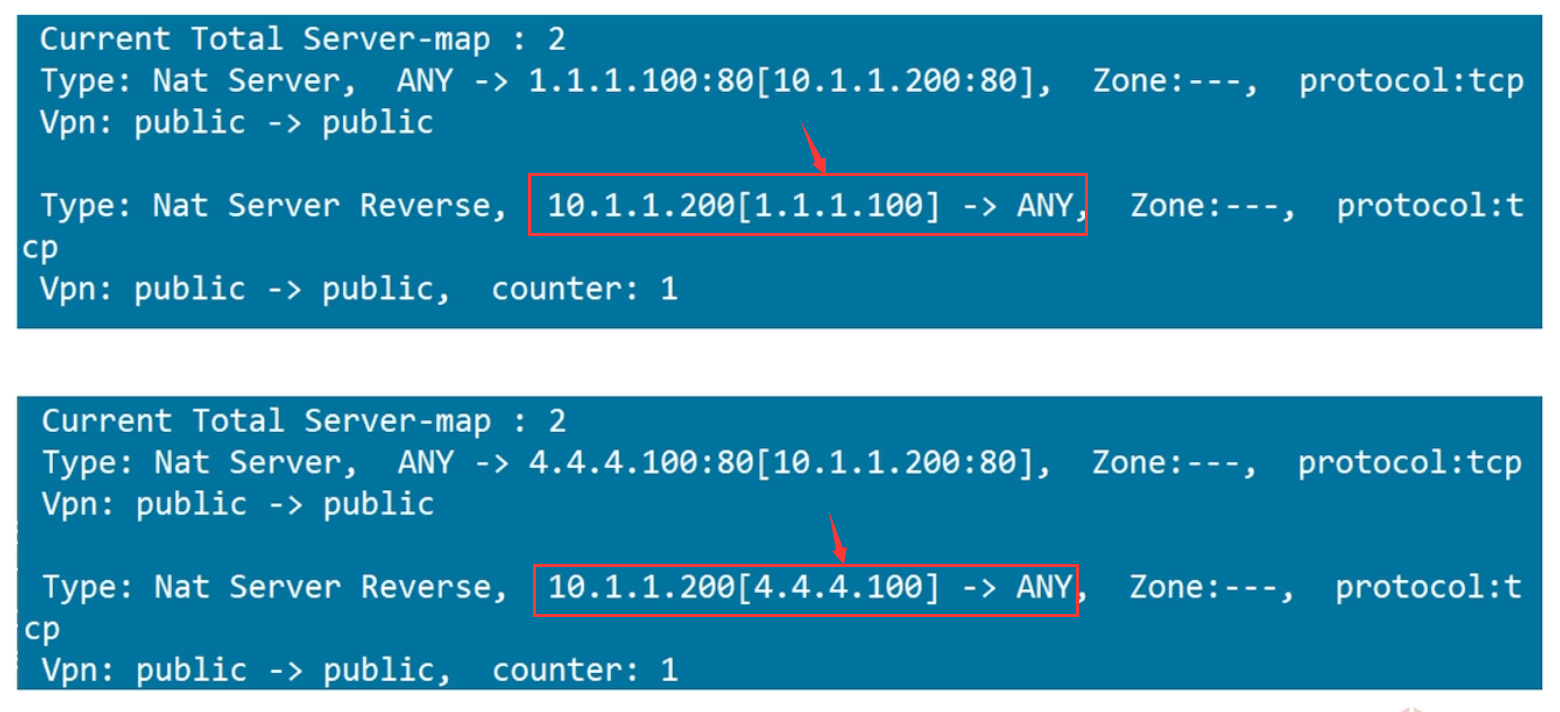 Current Total Server-map : 2
Type: Nat Server,  ANY -> 1.1.1.100:80[10.1.1.200:80],  Zone:---,  protocol:tcp
Vpn: public -> public
Type: Nat Server Reverse,  10.1.1.200[1.1.1.100] -> ANY,  Zone:---,  protocol:t
cp
Vpn: public -> public,  counter: 1
Current Total Server-map : 2
Type: Nat Server,  ANY -> 4.4.4.100:80[10.1.1.200:80],  Zone:---,  protocol:tcp
Vpn: public -> public
Type: Nat Server Reverse,  10.1.1.200[4.4.4.100] -> ANY,  Zone:---,  protocol:t
cp
Vpn: public -> public,  counter: 1